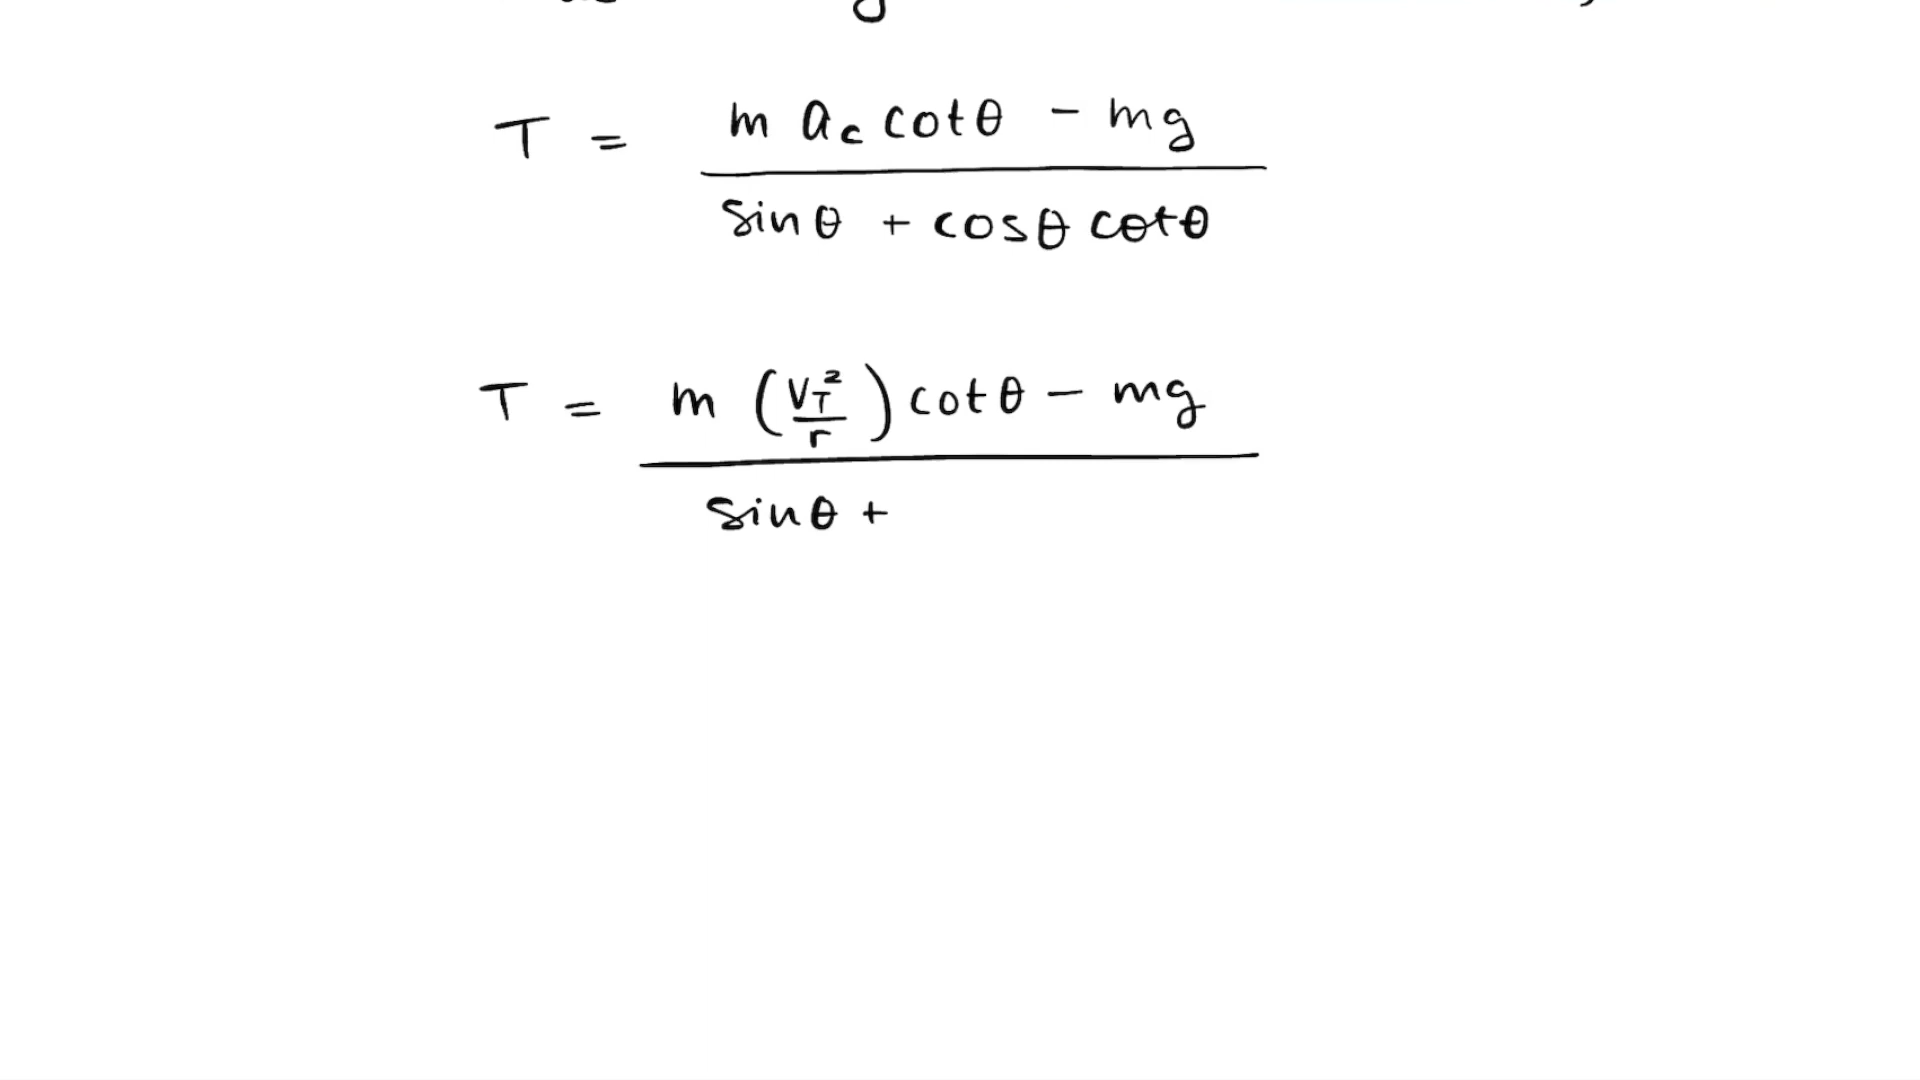 T = m a_c cotθ - mg
sinθ + cosθ cotθ
T = m (v_T²/r) cotθ - mg
sinθ +